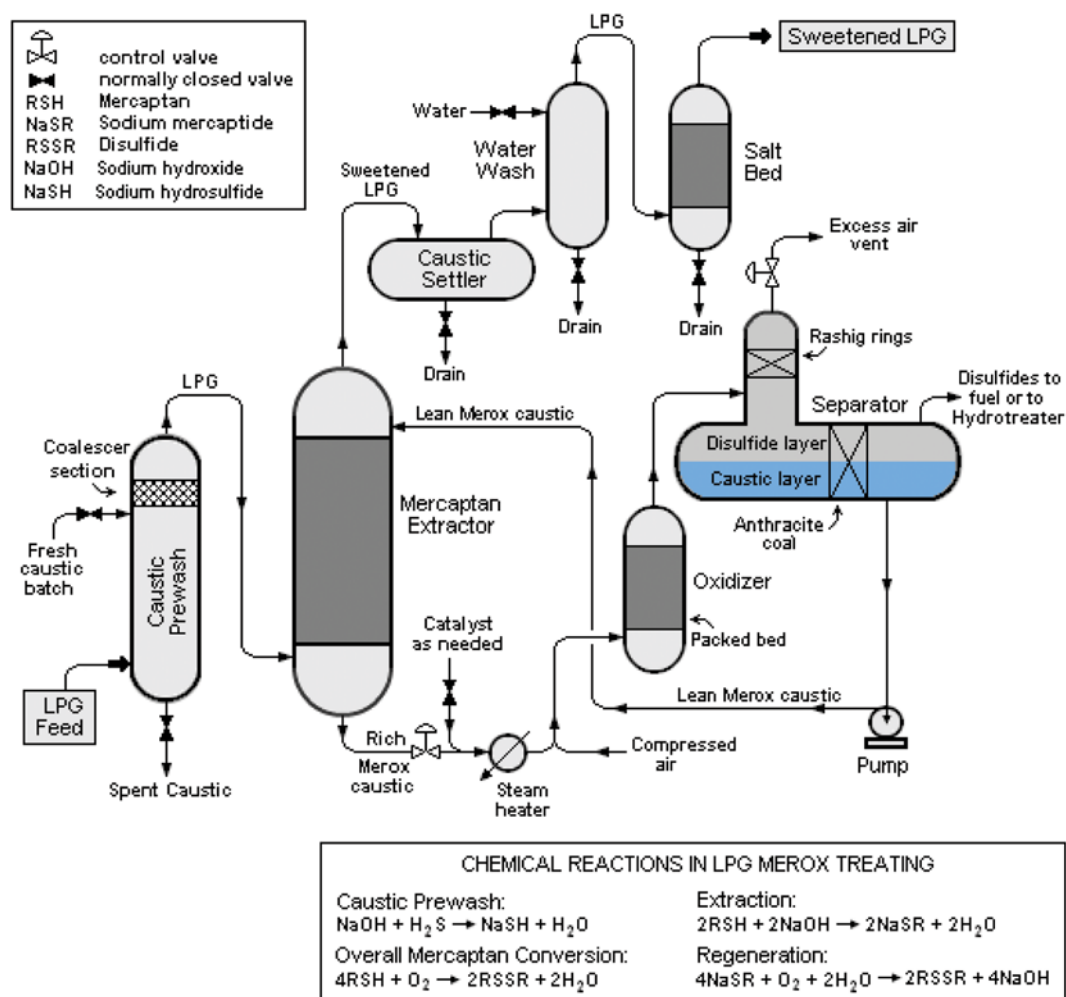 control valve
normally closed valve
RSH Mercaptan
NaSR Sodium mercaptide
RSSR Disulfide
NaOH Sodium hydroxide
NaSH Sodium hydrosulfide
LPG
Sweetened LPG
Water
Water
Wash
Salt
Bed
Sweetened
LPG
Caustic
Settler
Drain
Drain
Drain
Excess air
vent
Rashig rings
Disulfides to
fuel or to
Hydrotreater
Separator
Disulfide layer
Caustic layer
Anthracite
coal
LPG
Coalescer
section
Fresh
caustic
batch
Caustic
Prewash
LPG
Feed
Spent Caustic
Lean Merox caustic
Mercaptan
Extractor
Catalyst
as needed
Oxidizer
Packed bed
Lean Merox caustic
Rich
Merox
caustic
Steam
heater
Compressed
air
Pump
CHEMICAL REACTIONS IN LPG MEROX TREATING
Caustic Prewash:
NaOH + H₂S → NaSH + H₂O
Extraction:
2RSH + 2NaOH → 2NaSR + 2H₂O
Overall Mercaptan Conversion:
4RSH + O₂ → 2RSSR + 2H₂O
Regeneration:
4NaSR + O₂ + 2H₂O → 2RSSR + 4NaOH